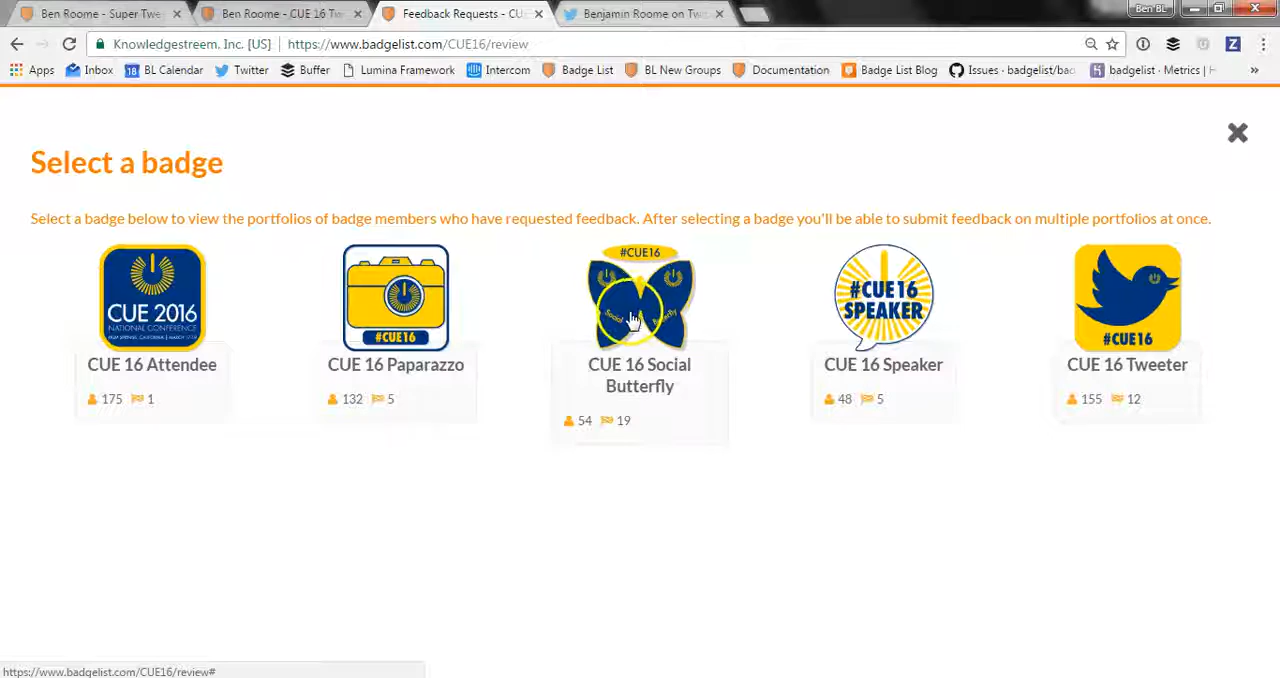 Ben Roome - Super Twe
Ben Roome - CUE 16 Tw
Feedback Requests - CU
Benjamin Roome on Tw
Ben BL
Knowledgestreem, Inc. [US]
https://www.badgelist.com/CUE16/review
Apps
Inbox
BL Calendar
Twitter
Buffer
Lumina Framework
Intercom
Badge List
BL New Groups
Documentation
Badge List Blog
Issues · badgelist/bad
badgelist · Metrics | H
»
Select a badge
Select a badge below to view the portfolios of badge members who have requested feedback. After selecting a badge you'll be able to submit feedback on multiple portfolios at once.
CUE 2016
NATIONAL CONFERENCE
#CUE16
#CUE16
Social Butterfly
#CUE16
SPEAKER
#CUE16
CUE 16 Attendee
175 1
CUE 16 Paparazzo
132 5
CUE 16 Social
Butterfly
54 19
CUE 16 Speaker
48 5
CUE 16 Tweeter
155 12
https://www.badgelist.com/CUE16/review#